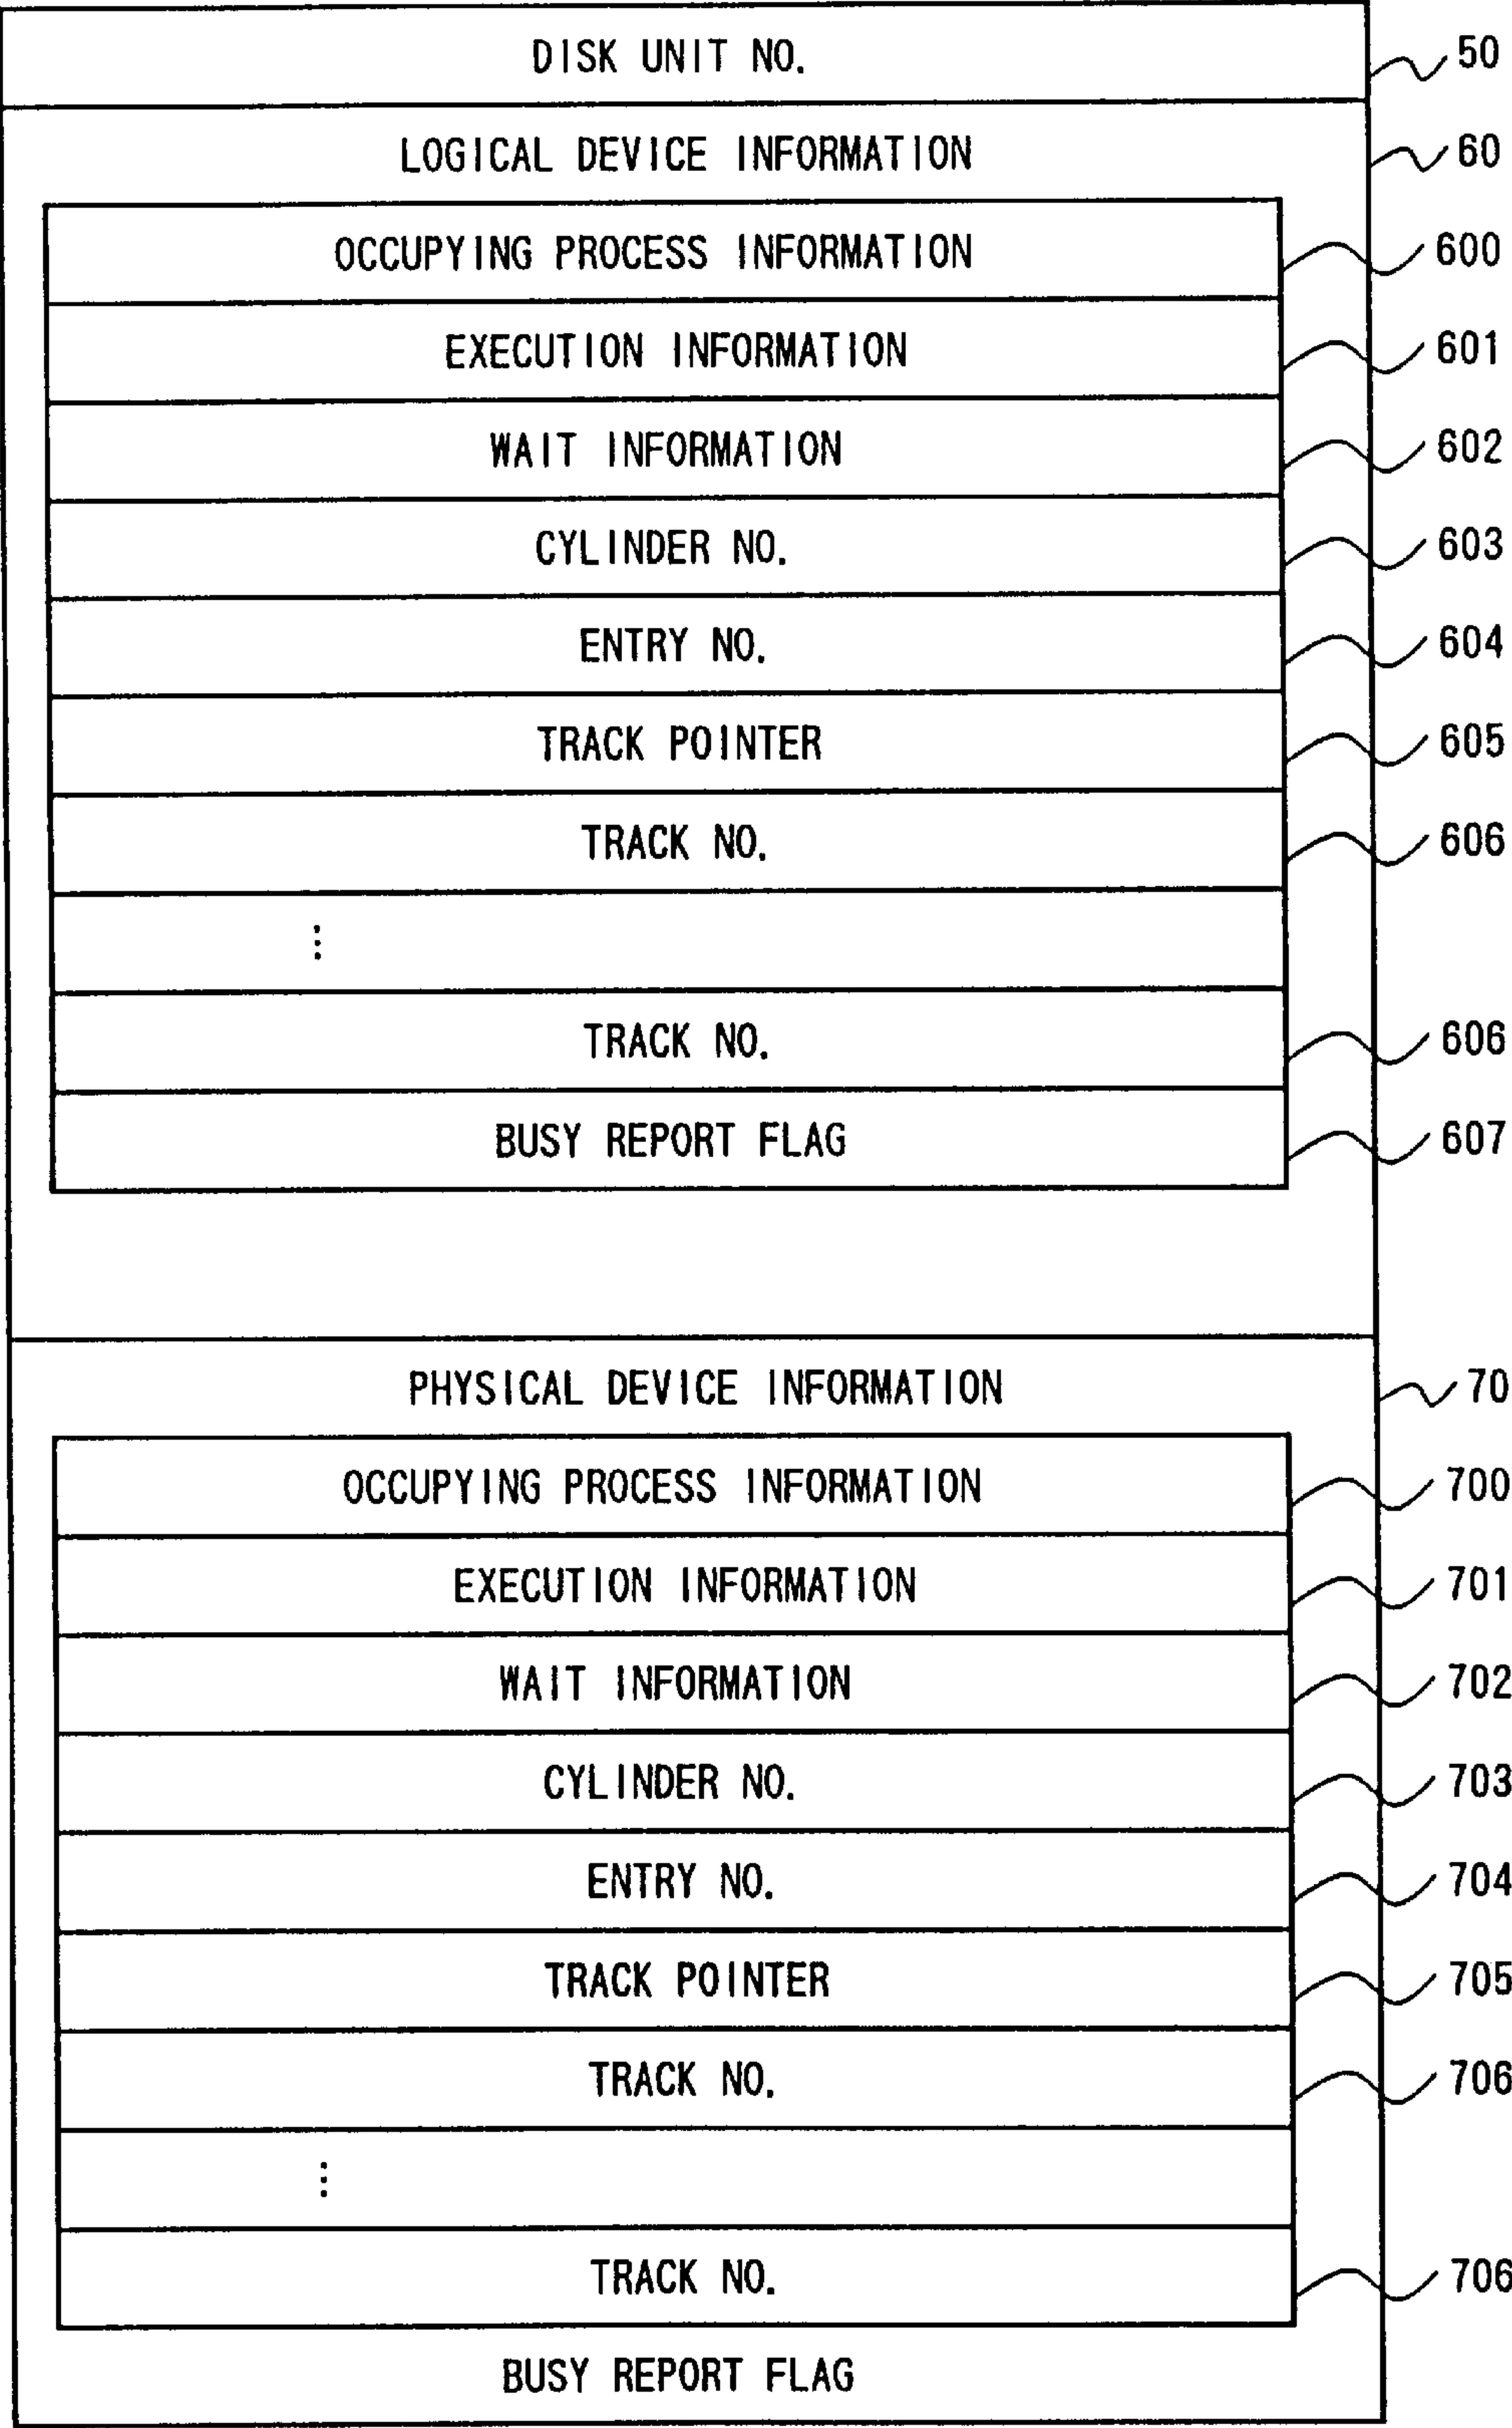 DISK UNIT NO. 50
LOGICAL DEVICE INFORMATION 60
OCCUPYING PROCESS INFORMATION 600
EXECUTION INFORMATION 601
WAIT INFORMATION 602
CYLINDER NO. 603
ENTRY NO. 604
TRACK POINTER 605
TRACK NO. 606
⋮
TRACK NO. 606
BUSY REPORT FLAG 607
PHYSICAL DEVICE INFORMATION 70
OCCUPYING PROCESS INFORMATION 700
EXECUTION INFORMATION 701
WAIT INFORMATION 702
CYLINDER NO. 703
ENTRY NO. 704
TRACK POINTER 705
TRACK NO. 706
⋮
TRACK NO. 706
BUSY REPORT FLAG